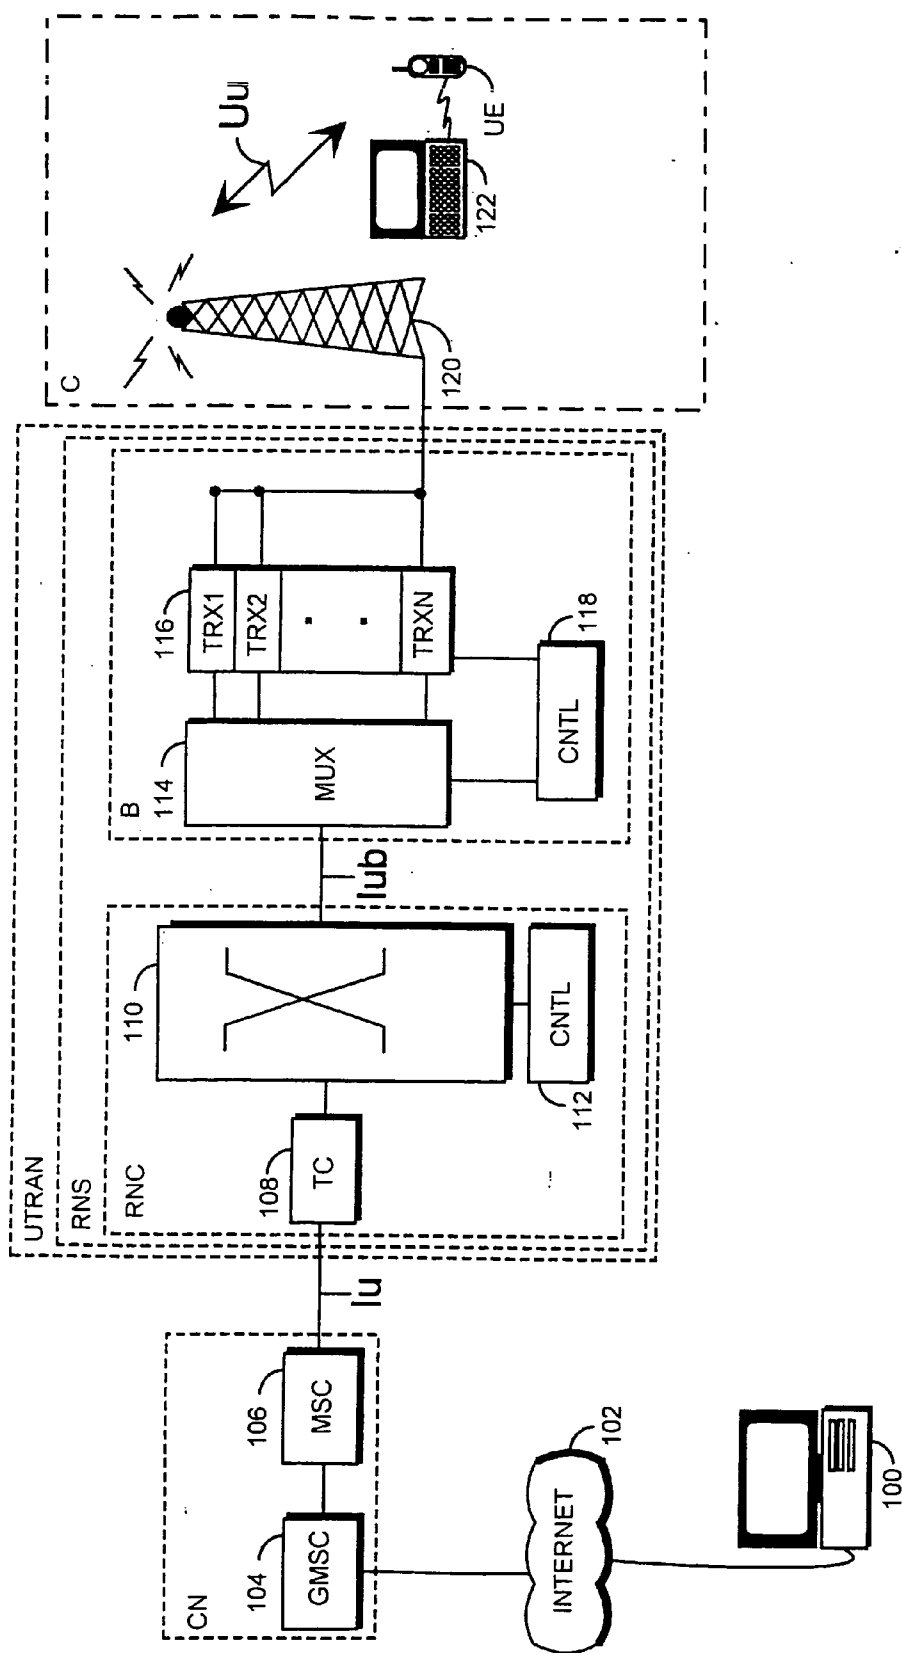 UTRAN
RNS
RNC
B
C
CN
104
GMSC
106
MSC
Iu
108
TC
110
112
CNTL
Iub
114
MUX
116
TRX1
TRX2
TRXN
118
CNTL
120
Uu
122
UE
INTERNET
102
100